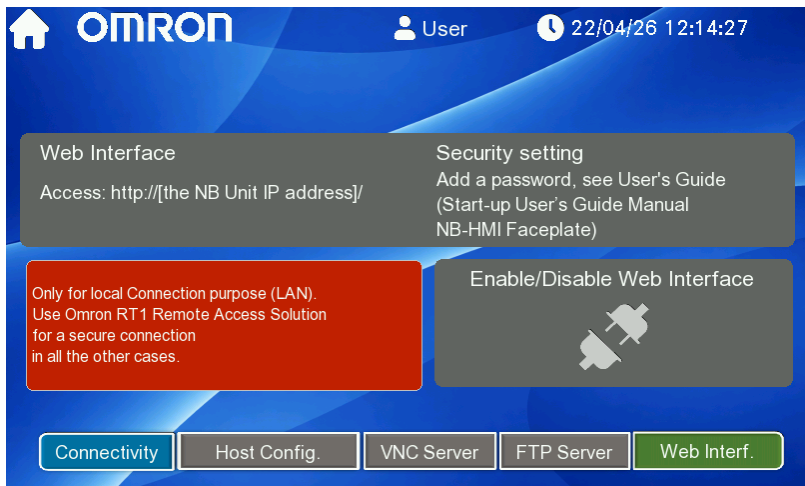 OMRON
User
22/04/26 12:14:27
Web Interface
Access: http://[the NB Unit IP address]/
Security setting
Add a password, see User's Guide
(Start-up User’s Guide Manual
NB-HMI Faceplate)
Only for local Connection purpose (LAN).
Use Omron RT1 Remote Access Solution
for a secure connection
in all the other cases.
Enable/Disable Web Interface
Connectivity
Host Config.
VNC Server
FTP Server
Web Interf.